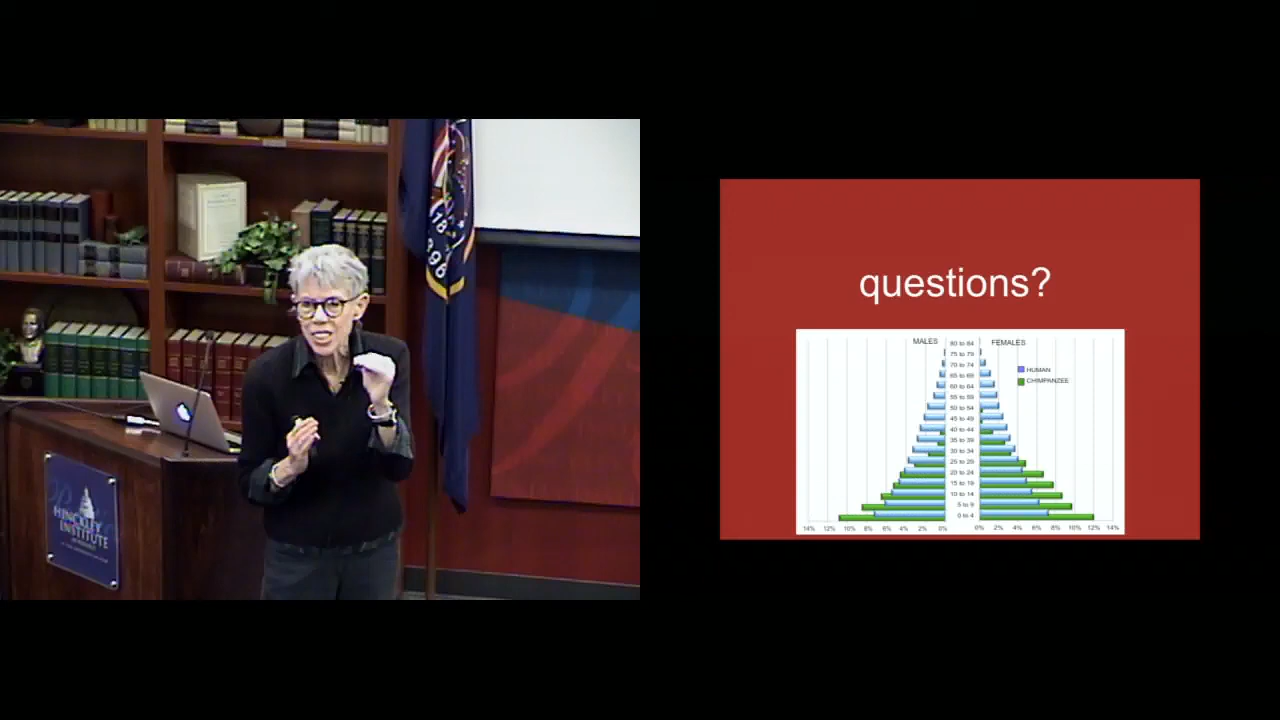 18
1896
HINCKLEY
INSTITUTE
questions?
MALES
FEMALES
80 to 84
75 to 79
70 to 74
65 to 69
60 to 64
55 to 59
50 to 54
45 to 49
40 to 44
35 to 39
30 to 34
25 to 29
20 to 24
15 to 19
10 to 14
5 to 9
0 to 4
HUMAN
CHIMPANZEE
14% 12% 10% 8% 6% 4% 2% 0%
0% 2% 4% 6% 8% 10% 12% 14%